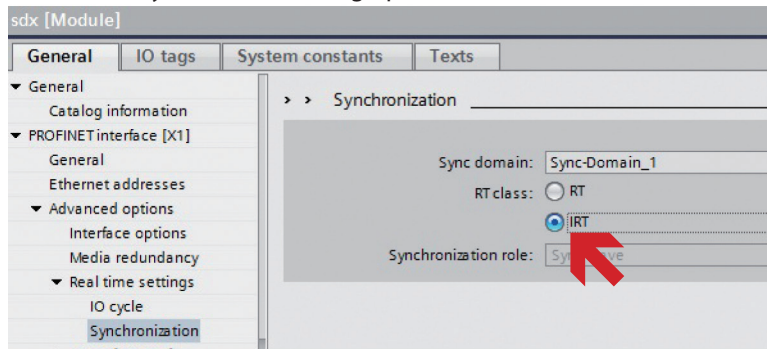 sdx [Module]
General IO tags System constants Texts
General
Catalog information
PROFINET interface [X1]
General
Ethernet addresses
Advanced options
Interface options
Media redundancy
Real time settings
IO cycle
Synchronization
> > Synchronization
Sync domain: Sync-Domain_1
RT class: RT
IRT
Synchronization role: